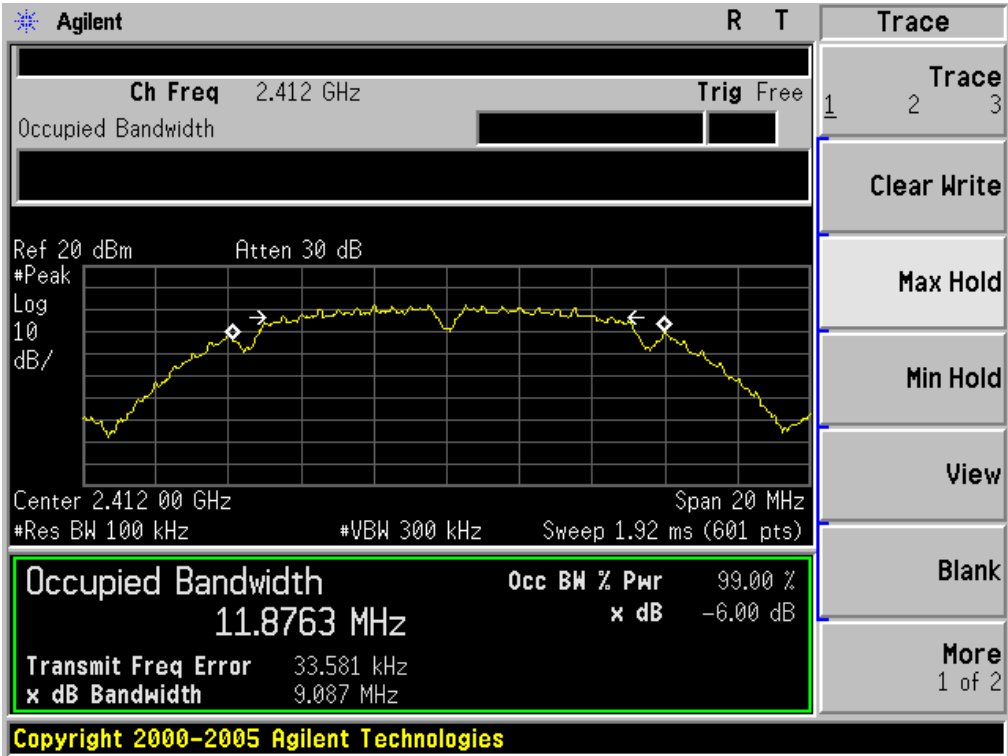 Agilent R T Trace
Ch Freq 2.412 GHz Trig Free
Occupied Bandwidth
Trace
1 2 3
Clear Write
Max Hold
Min Hold
View
Blank
More
1 of 2
Ref 20 dBm Atten 30 dB
#Peak
Log
10
dB/
Center 2.412 00 GHz Span 20 MHz
#Res BW 100 kHz #VBW 300 kHz Sweep 1.92 ms (601 pts)
Occupied Bandwidth Occ BW % Pwr 99.00 %
11.8763 MHz x dB -6.00 dB
Transmit Freq Error 33.581 kHz
x dB Bandwidth 9.087 MHz
Copyright 2000-2005 Agilent Technologies